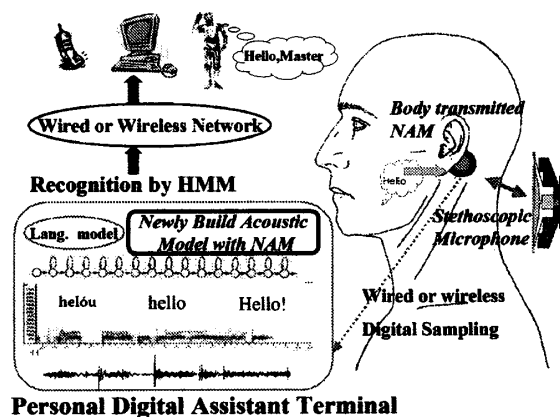 Hello,Master
Wired or Wireless Network
Recognition by HMM
Lang. model
Newly Build Acoustic
Model with NAM
helóu
hello
Hello!
Body transmitted
NAM
Hello
Stethoscopic
Microphone
Wired or wireless
Digital Sampling
Personal Digital Assistant Terminal